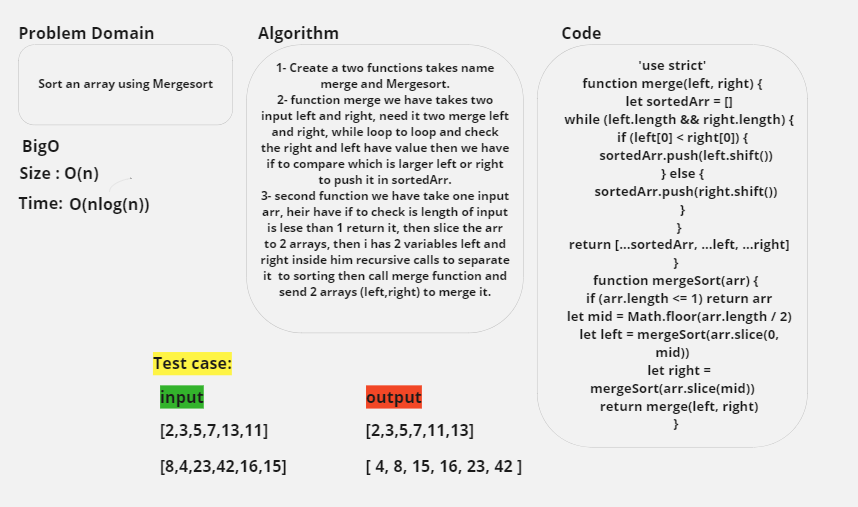 Problem Domain
Sort an array using Mergesort
BigO
Size : O(n)
Time: O(nlog(n))
Algorithm
1- Create a two functions takes name
merge and Mergesort.
2- function merge we have takes two
input left and right, need it two merge left
and right, while loop to loop and check
the right and left have value then we have
if to compare which is larger left or right
to push it in sortedArr.
3- second function we have take one input
arr, heir have if to check is length of input
is lese than 1 return it, then slice the arr
to 2 arrays, then i has 2 variables left and
right inside him recursive calls to separate
it to sorting then call merge function and
send 2 arrays (left,right) to merge it.
Code
'use strict'
function merge(left, right) {
let sortedArr = []
while (left.length && right.length) {
if (left[0] < right[0]) {
sortedArr.push(left.shift())
} else {
sortedArr.push(right.shift())
}
}
return [...sortedArr, ...left, ...right]
}
function mergeSort(arr) {
if (arr.length <= 1) return arr
let mid = Math.floor(arr.length / 2)
let left = mergeSort(arr.slice(0,
mid))
let right =
mergeSort(arr.slice(mid))
return merge(left, right)
}
Test case:
input
output
[2,3,5,7,13,11]
[2,3,5,7,11,13]
[8,4,23,42,16,15]
[ 4, 8, 15, 16, 23, 42 ]